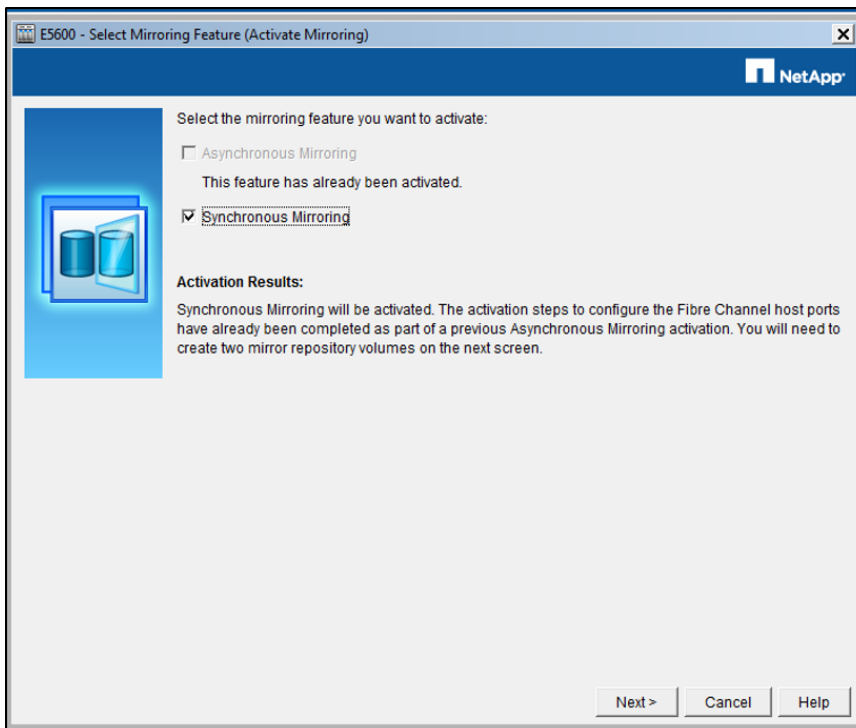 E5600 - Select Mirroring Feature (Activate Mirroring)
NetApp
Select the mirroring feature you want to activate:
Asynchronous Mirroring
This feature has already been activated.
Synchronous Mirroring
Activation Results:
Synchronous Mirroring will be activated. The activation steps to configure the Fibre Channel host ports
have already been completed as part of a previous Asynchronous Mirroring activation. You will need to
create two mirror repository volumes on the next screen.
Next >
Cancel
Help